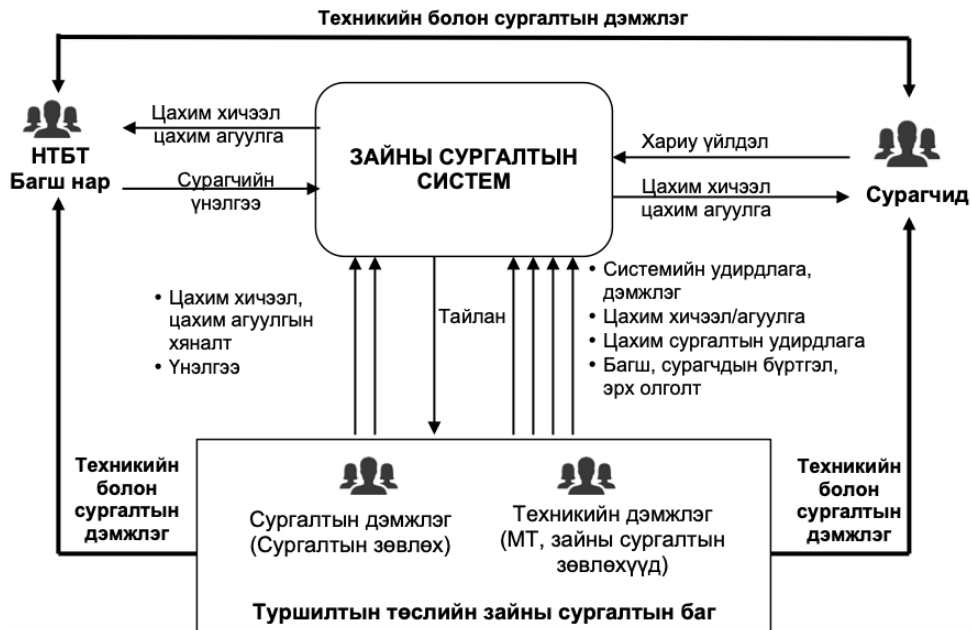 Техникийн болон сургалтын дэмжлэг
НТБТ
Багш нар
Цахим хичээл
цахим агуулга
Сурагчийн
үнэлгээ
ЗАЙНЫ СУРГАЛТЫН
СИСТЕМ
Хариу үйлдэл
Цахим хичээл
цахим агуулга
Сурагчид
• Цахим хичээл,
цахим агуулгын
хяналт
• Үнэлгээ
Тайлан
• Системийн удирдлага,
дэмжлэг
• Цахим хичээл/агуулга
• Цахим сургалтын удирдлага
• Багш, сурагчдын бүртгэл,
эрх олголт
Техникийн
болон
сургалтын
дэмжлэг
Сургалтын дэмжлэг
(Сургалтын зөвлөх)
Техникийн дэмжлэг
(МТ, зайны сургалтын
зөвлөхүүд)
Техникийн
болон
сургалтын
дэмжлэг
Туршилтын төслийн зайны сургалтын баг